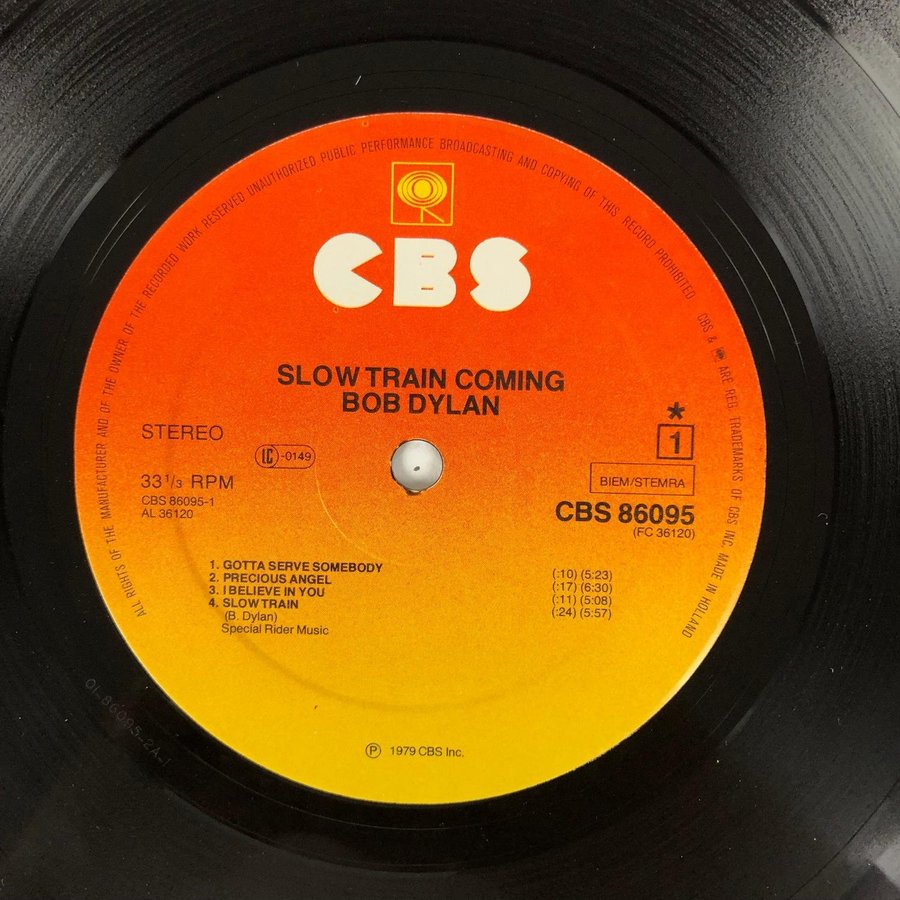 ALL RIGHTS OF THE MANUFACTURER AND OF THE OWNER OF THE RECORDED WORK RESERVED UNAUTHORIZED PUBLIC PERFORMANCE BROADCASTING AND COPYING OF THIS RECORD PROHIBITED CBS & ARE REG. TRADEMARKS OF CBS INC. MADE IN HOLLAND
CBS
SLOW TRAIN COMING
BOB DYLAN
STEREO
LC -0149
*
1
33 1/3 RPM
BIEM/STEMRA
CBS 86095-1
AL 36120
CBS 86095
(FC 36120)
1. GOTTA SERVE SOMEBODY (:10) (5:23)
2. PRECIOUS ANGEL (:17) (6:30)
3. I BELIEVE IN YOU (:11) (5:08)
4. SLOW TRAIN (:24) (5:57)
(B. Dylan)
Special Rider Music
℗ 1979 CBS Inc.